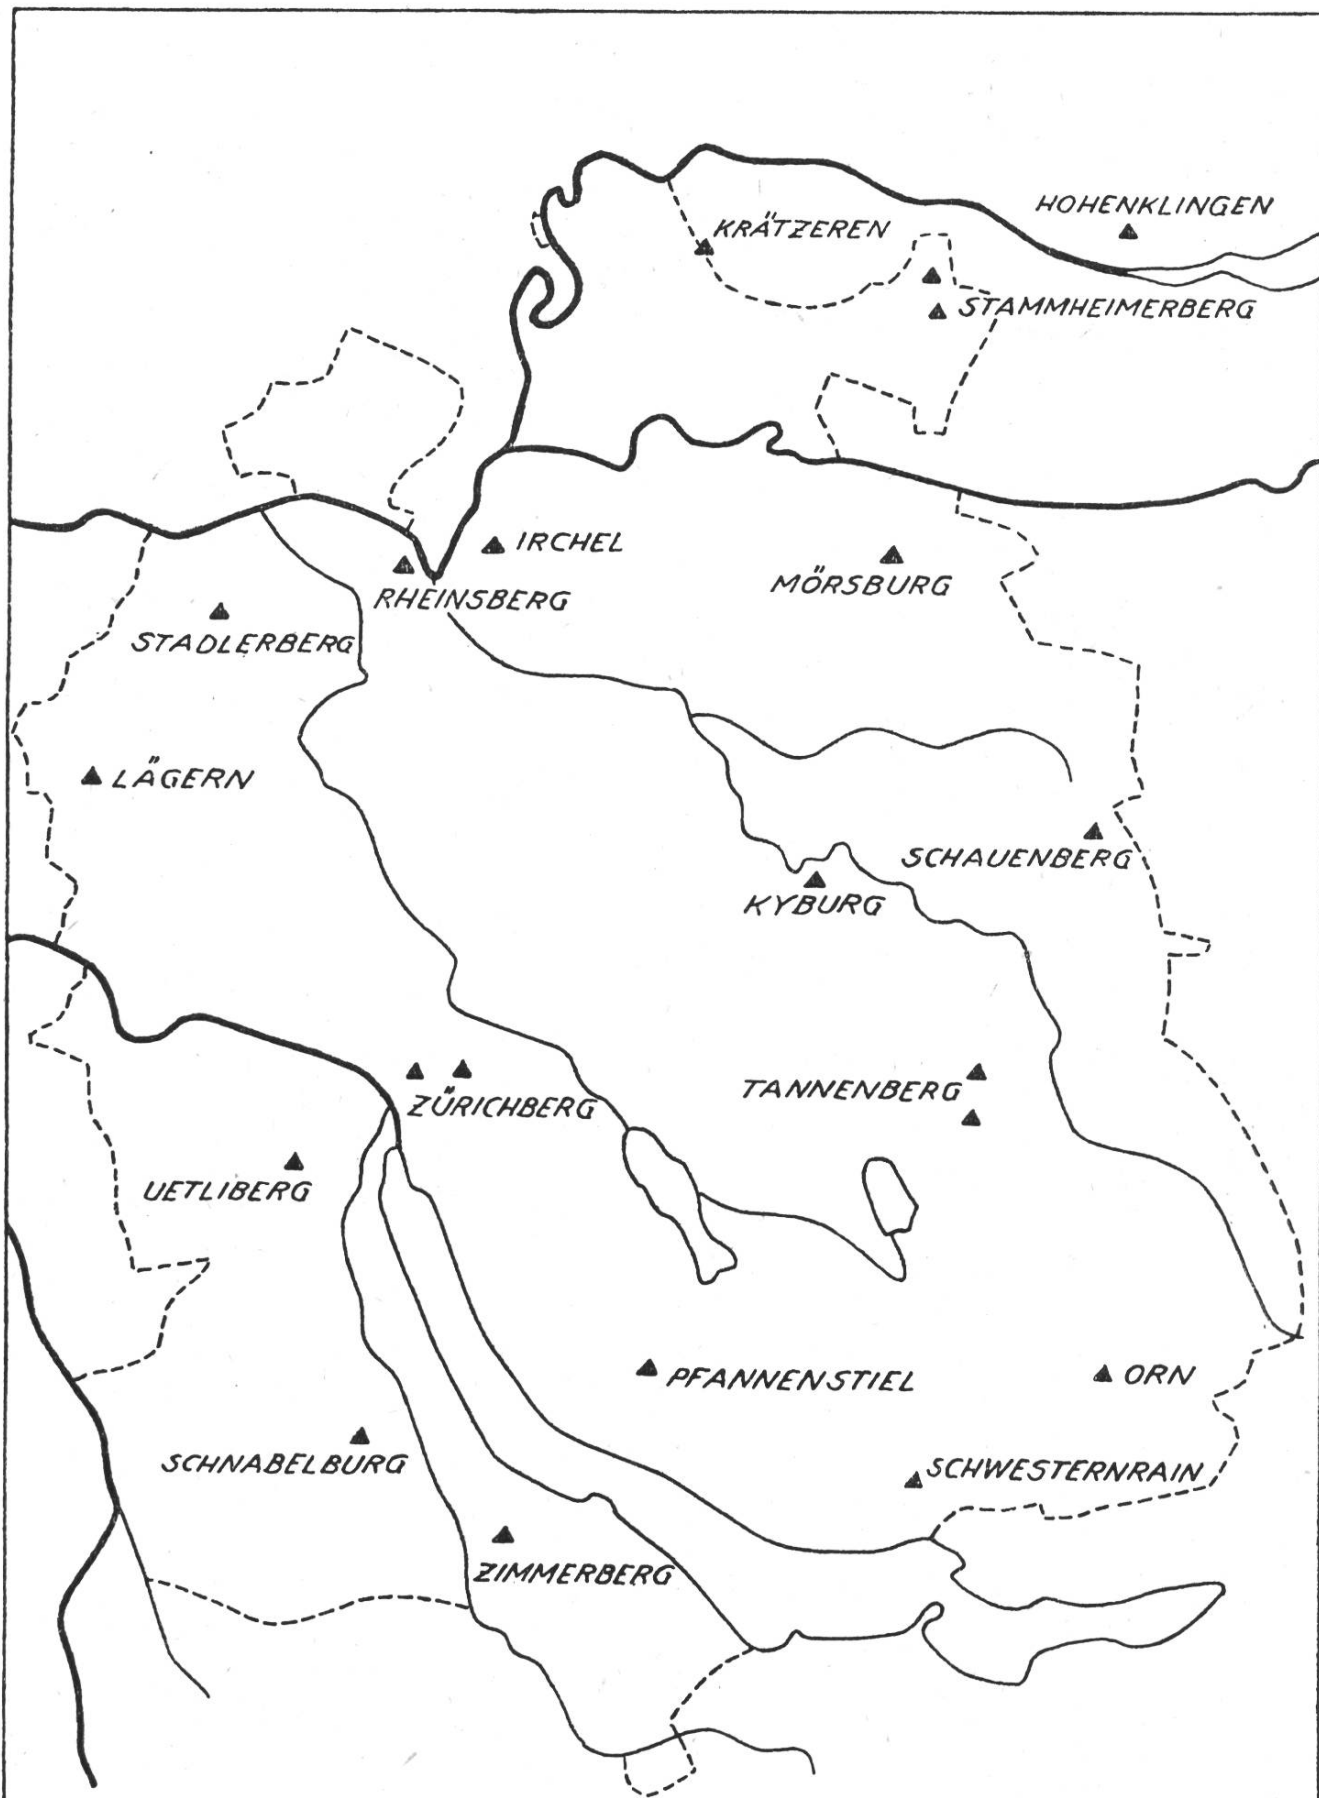 HOHENKLINGEN
KRÄTZEREN
STAMMHEIMERBERG
IRCHEL
MÖRSBURG
RHEINSBERG
STADLERBERG
LÄGERN
SCHAUENBERG
KYBURG
TANNENBERG
ZÜRICHBERG
UETLIBERG
PFANNENSTIEL
ORN
SCHNABELBURG
SCHWESTERNRAIN
ZIMMERBERG